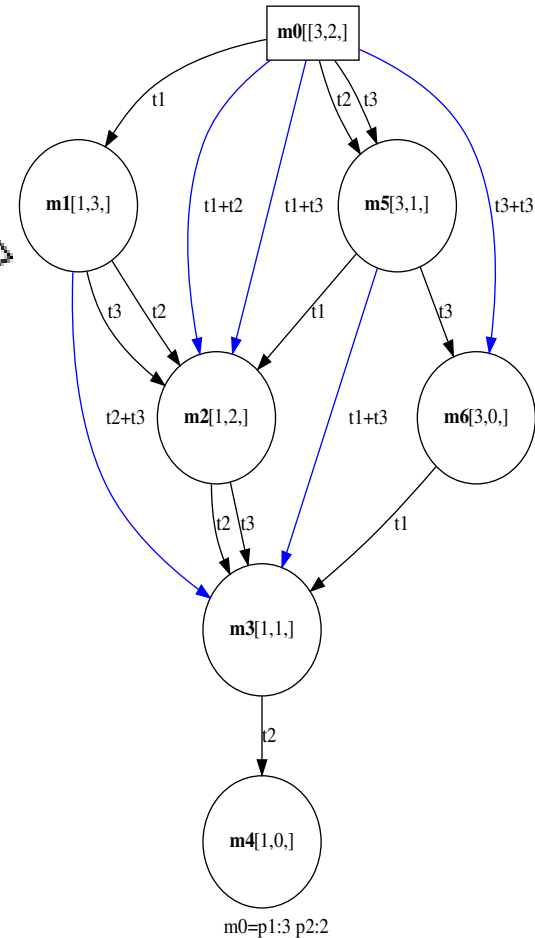 m0[[3,2,]
t1
t2
t3
m1[1,3,]
t1+t2
t1+t3
m5[3,1,]
t3+t3
t3
t2
t1
t3
t2+t3
m2[1,2,]
t1+t3
m6[3,0,]
t2
t3
t1
m3[1,1,]
t2
m4[1,0,]
m0=p1:3 p2:2